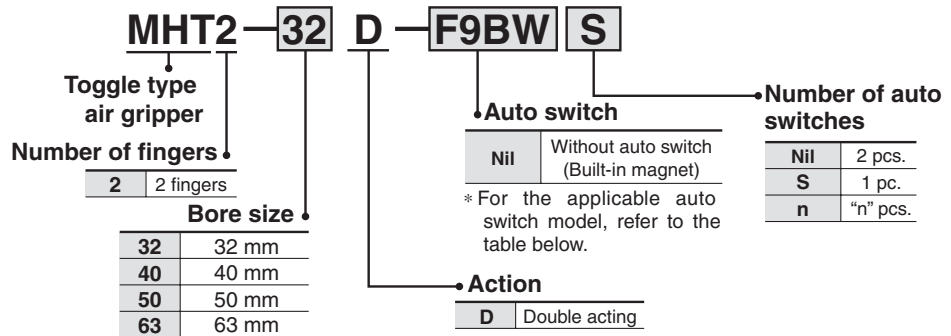 MHT2 — 32 D — F9BW S
Toggle type
air gripper
Number of fingers
2 2 fingers
Bore size
32 32 mm
40 40 mm
50 50 mm
63 63 mm
Auto switch
Nil Without auto switch
(Built-in magnet)
* For the applicable auto
switch model, refer to the
table below.
Action
D Double acting
Number of auto
switches
Nil 2 pcs.
S 1 pc.
n “n” pcs.